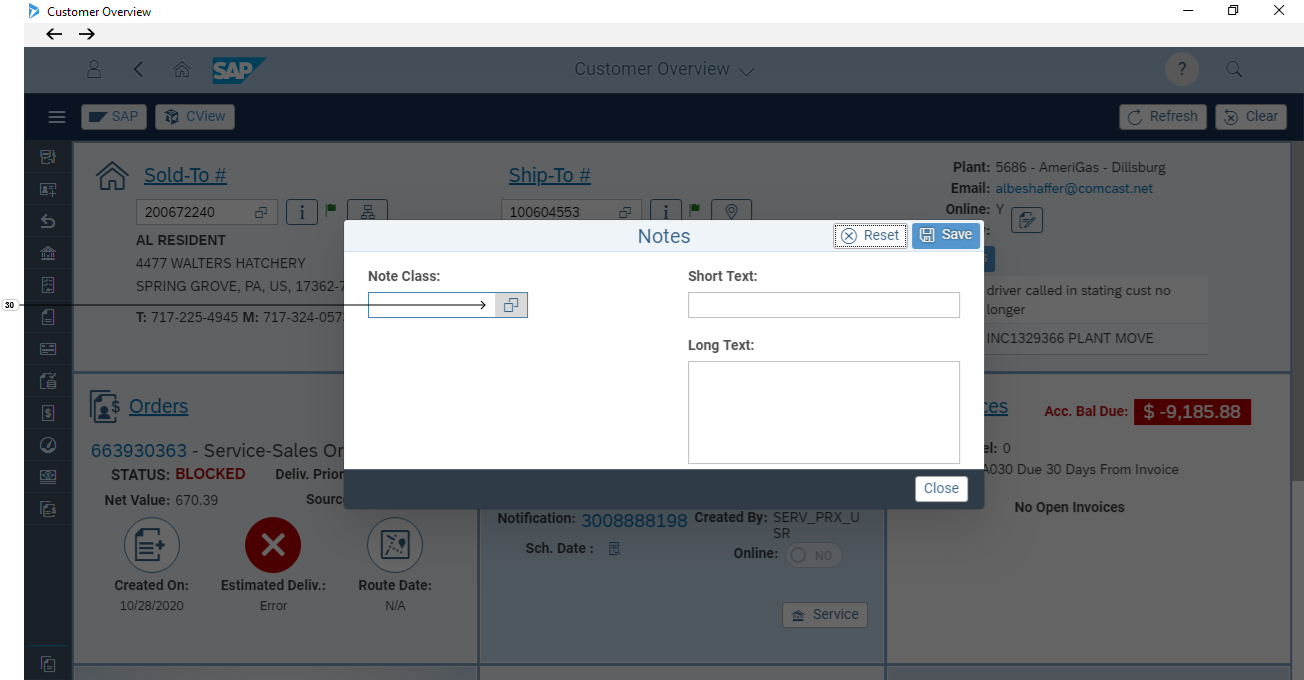 Customer Overview
SAP
Customer Overview
?
SAP
CView
Refresh
Clear
Sold-To #
200672240
i
AL RESIDENT
4477 WALTERS HATCHERY
SPRING GROVE, PA, US, 17362-7
T: 717-225-4945 M: 717-324-057
Ship-To #
100604553
i
Plant: 5686 - AmeriGas - Dillsburg
Email: albeshaffer@comcast.net
Online: Y
driver called in stating cust no
longer
INC1329366 PLANT MOVE
30
Notes
Reset
Save
Note Class:
Short Text:
Long Text:
Close
Orders
663930363 - Service-Sales Or
STATUS: BLOCKED
Deliv. Prior
Net Value: 670.39
Sourc
Created On:
10/28/2020
Estimated Deliv.:
Error
Route Date:
N/A
Notification: 3008888198
Created By: SERV_PRX_U
SR
Sch. Date :
Online:
NO
Service
ces
Acc. Bal Due: $ -9,185.88
el: 0
A030 Due 30 Days From Invoice
No Open Invoices